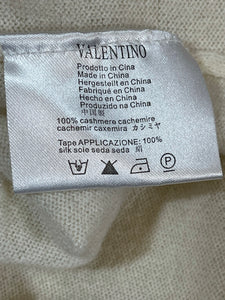 VALENTINO
Prodotto in Cina
Made in China
Hergestellt en China
Fabriqué en China
Hecho en China
Produzido na China
中国製
100% cashmere cachemire
cachemir caxemira カシミヤ
Tape APPLICAZIONE: 100%
silk soie seda seda 絹
P